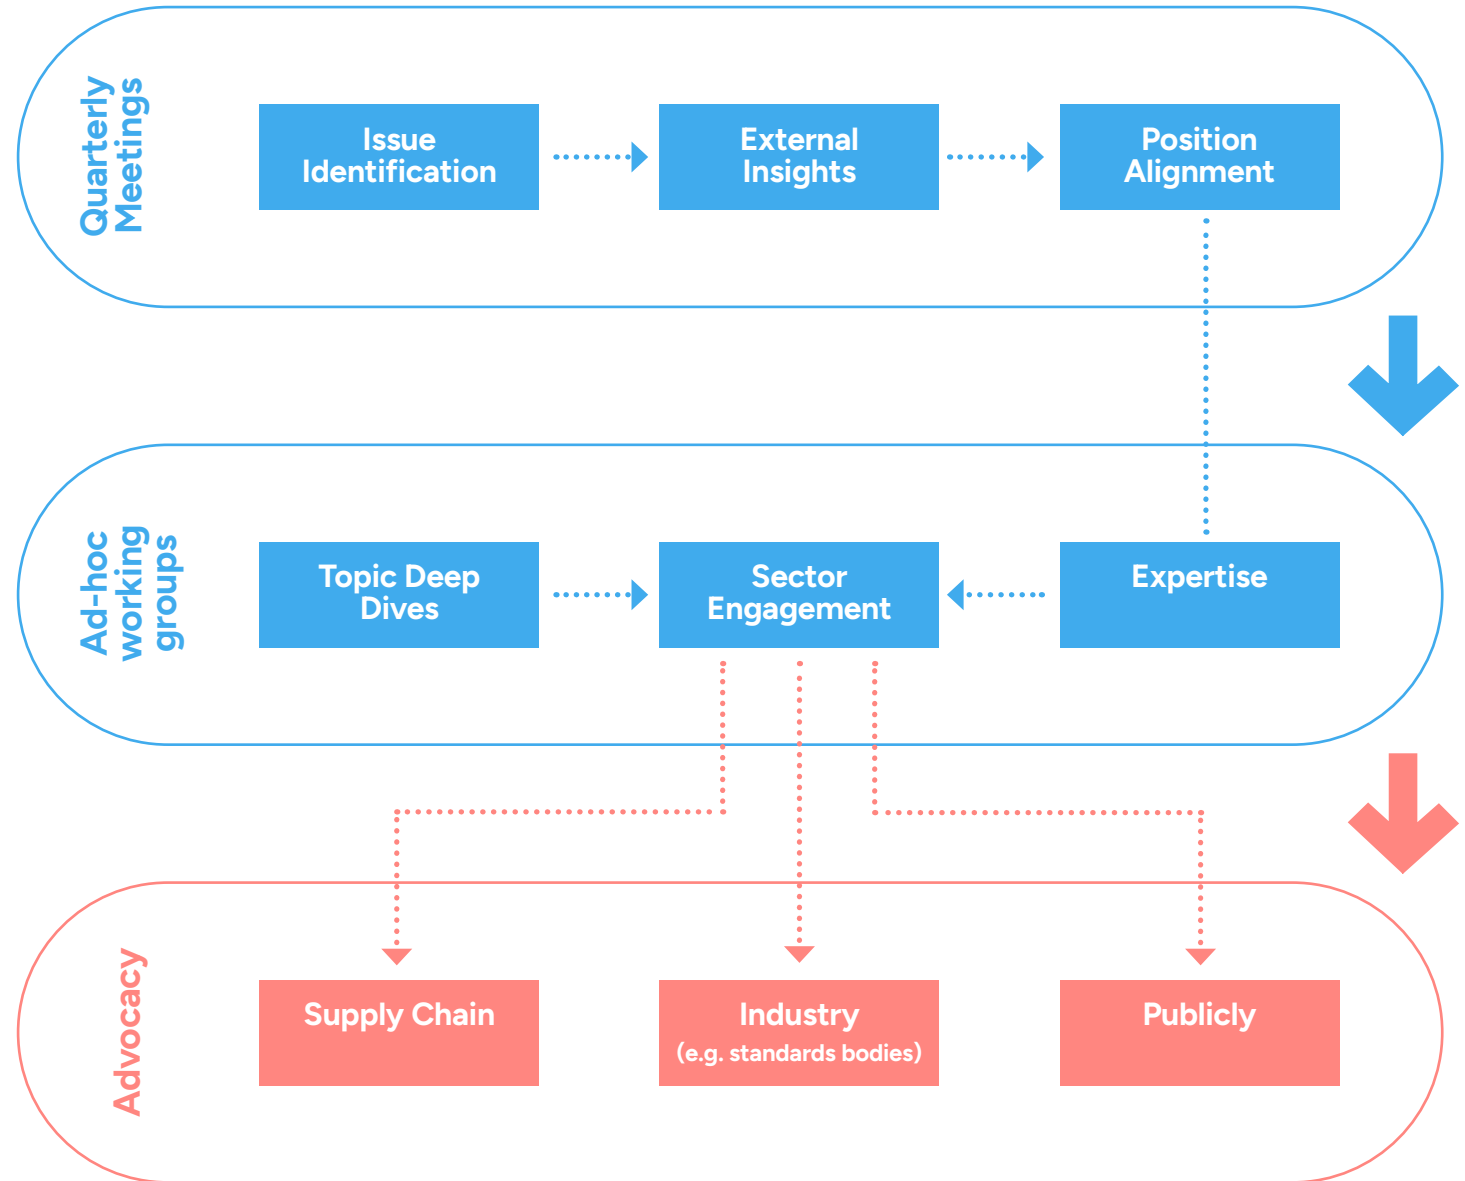 Quarterly
Meetings
Issue
Identification
External
Insights
Position
Alignment
Ad-hoc
working
groups
Topic Deep
Dives
Sector
Engagement
Expertise
Advocacy
Supply Chain
Industry
(e.g. standards bodies)
Publicly